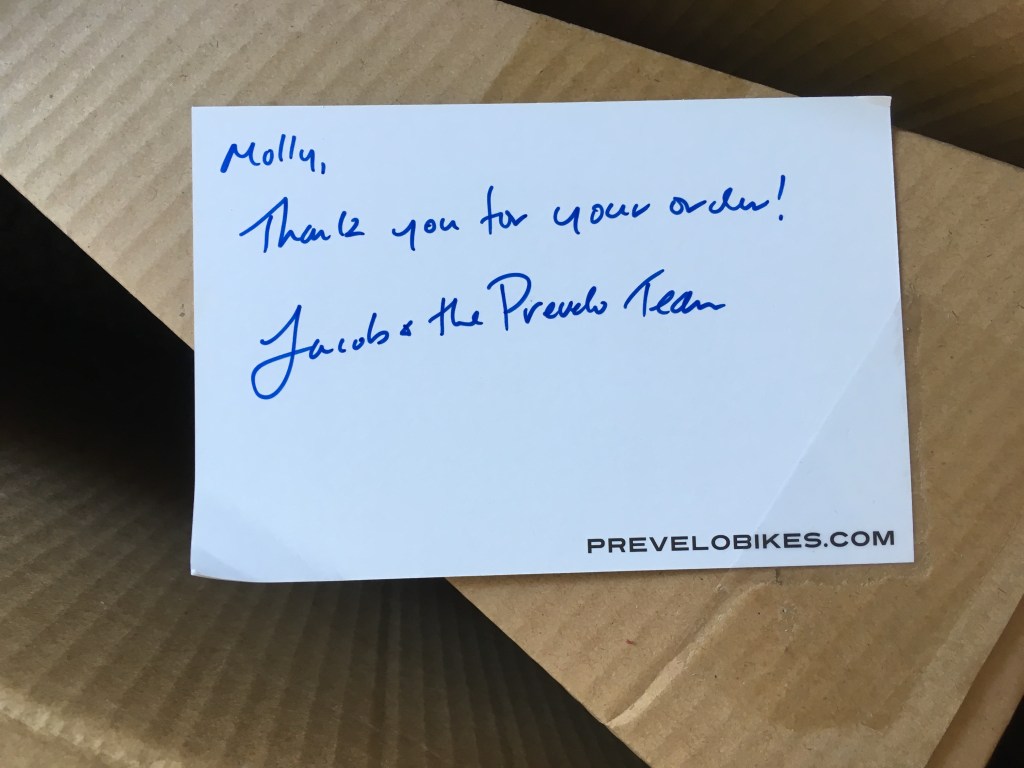 Molly,
Thank you for your order!
Jacob & the Prevelo Team
PREVELOBIKES.COM